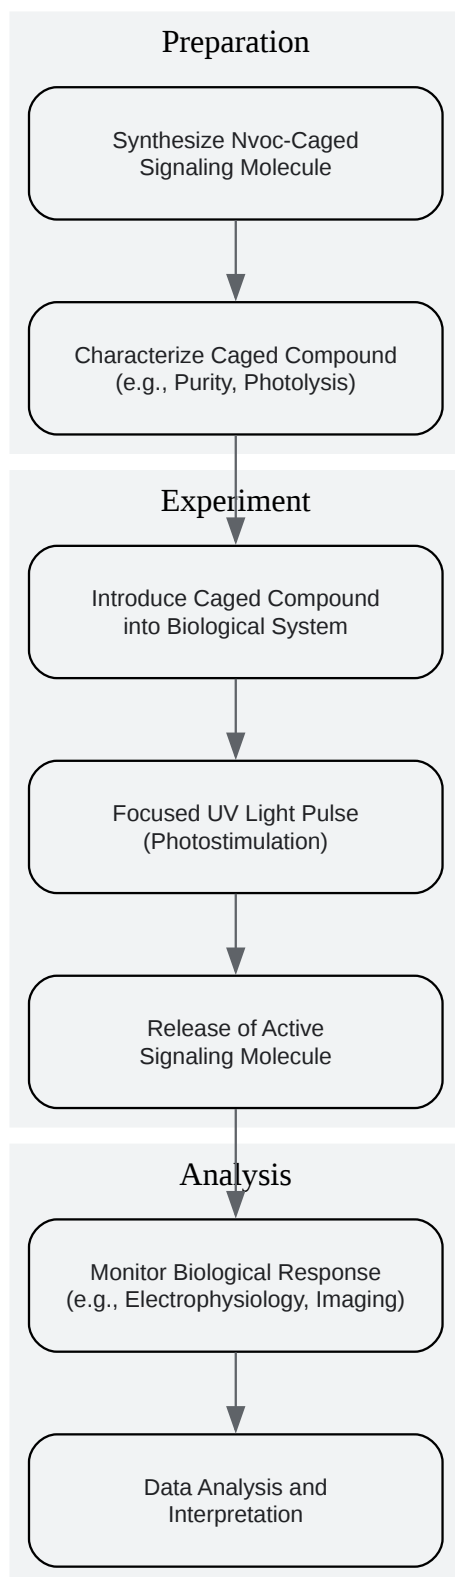 Preparation
Synthesize Nvoc-Caged
Signaling Molecule
Characterize Caged Compound
(e.g., Purity, Photolysis)
Experiment
Introduce Caged Compound
into Biological System
Focused UV Light Pulse
(Photostimulation)
Release of Active
Signaling Molecule
Analysis
Monitor Biological Response
(e.g., Electrophysiology, Imaging)
Data Analysis and
Interpretation